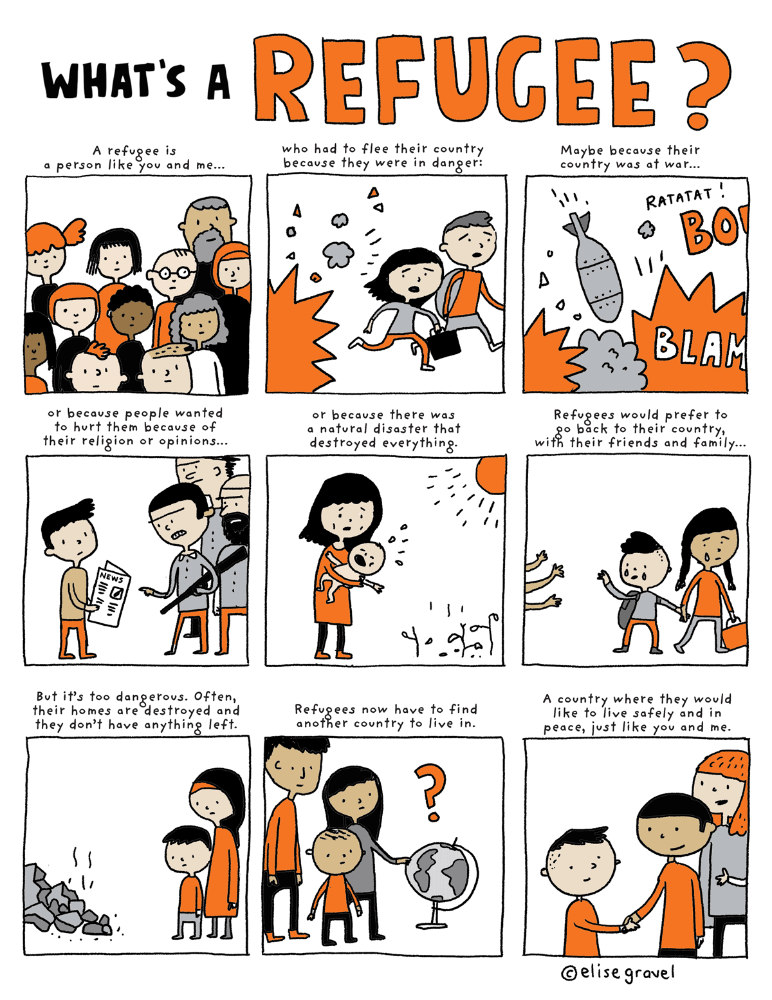 WHAT'S A REFUGEE?
A refugee is
a person like you and me...
who had to flee their country
because they were in danger:
Maybe because their
country was at war...
RATATAT!
BO
BLAM
or because people wanted
to hurt them because of
their religion or opinions...
NEWS
or because there was
a natural disaster that
destroyed everything.
Refugees would prefer to
go back to their country,
with their friends and family...
But it's too dangerous. Often,
their homes are destroyed and
they don't have anything left.
Refugees now have to find
another country to live in.
?
A country where they would
like to live safely and in
peace, just like you and me.
©elise gravel